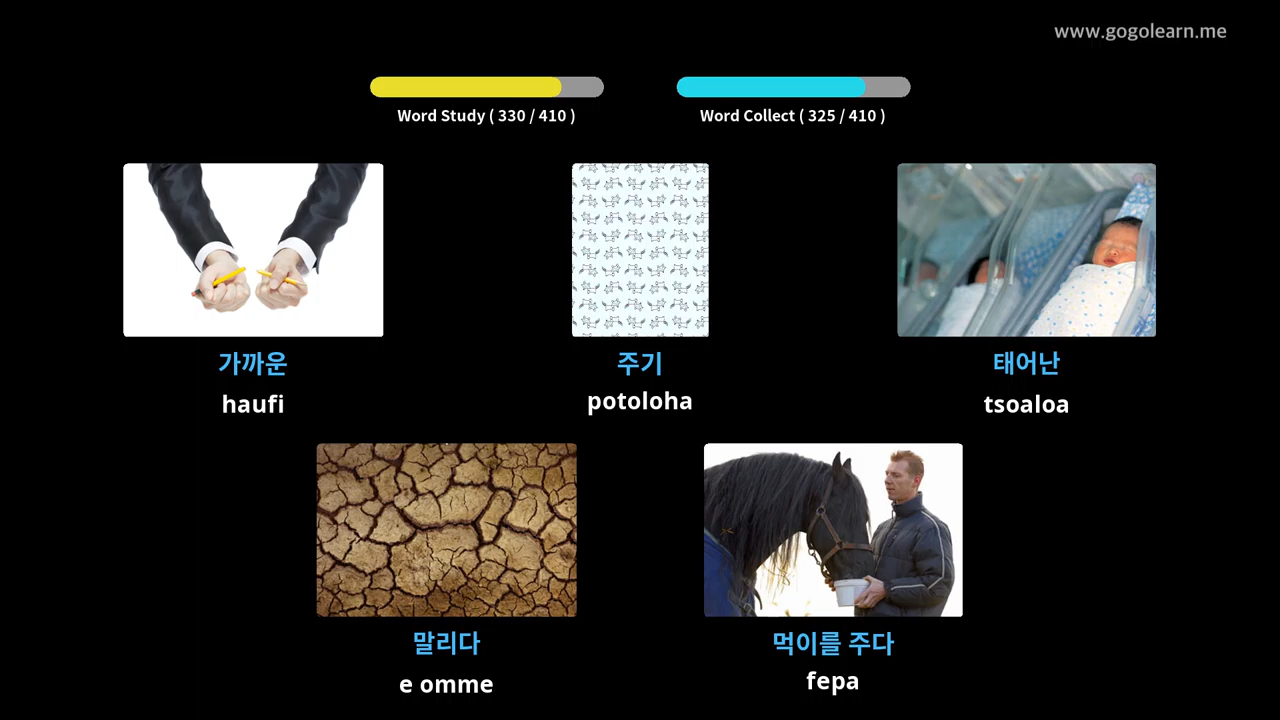 www.gogolearn.me
Word Study ( 330 / 410 )
Word Collect ( 325 / 410 )
가까운
haufi
주기
potoloha
태어난
tsoaloa
말리다
e omme
먹이를 주다
fepa